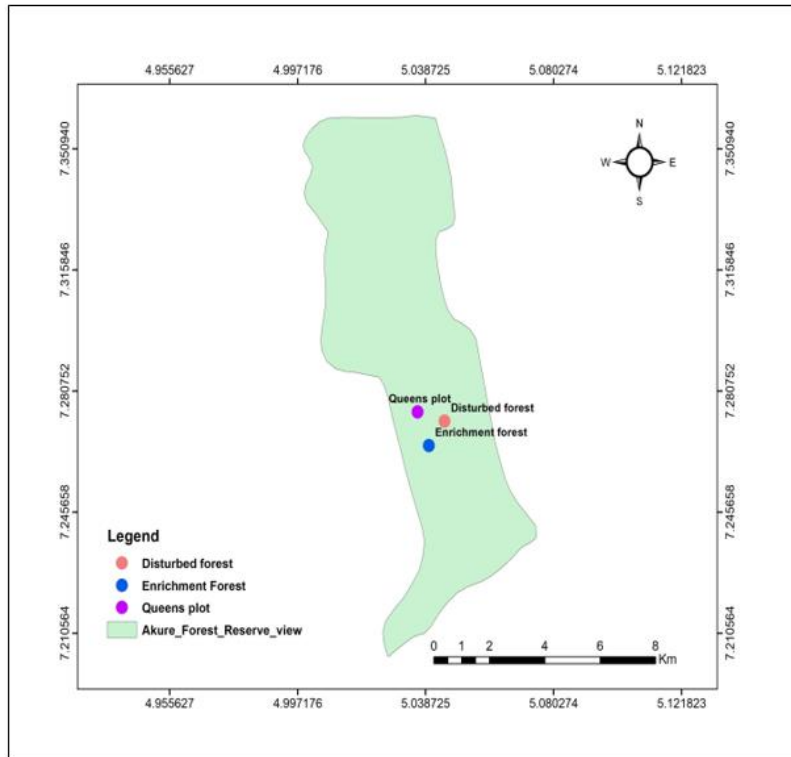 4.955627 4.997176 5.038725 5.080274 5.121823
N
W E
S
7.350940 7.350940
7.315846 7.315846
7.280752 7.280752
Queens plot
Disturbed forest
Enrichment forest
7.245658 7.245658
Legend
Disturbed forest
Enrichment Forest
Queens plot
Akure_Forest_Reserve_view
7.210564 7.210564
0 2 4 6 8
Km
4.955627 4.997176 5.038725 5.080274 5.121823